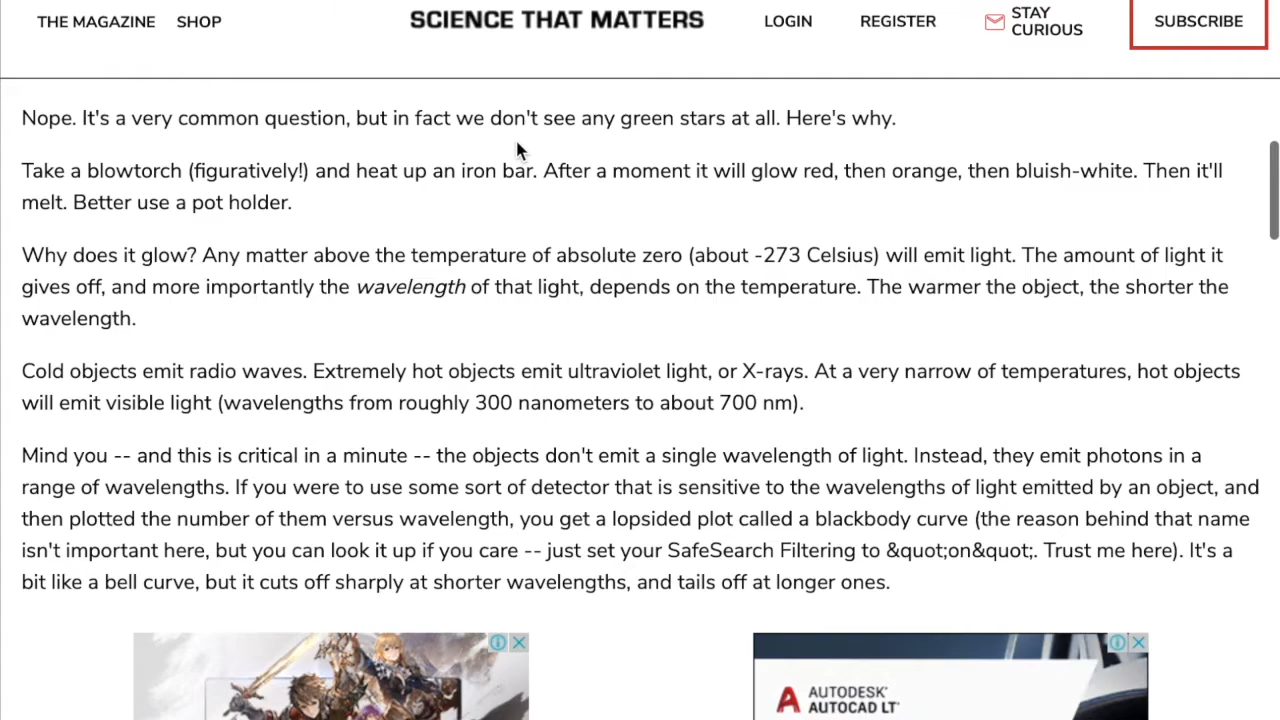 THE MAGAZINE SHOP SCIENCE THAT MATTERS LOGIN REGISTER STAY CURIOUS SUBSCRIBE
Nope. It's a very common question, but in fact we don't see any green stars at all. Here's why.
Take a blowtorch (figuratively!) and heat up an iron bar. After a moment it will glow red, then orange, then bluish-white. Then it'll
melt. Better use a pot holder.
Why does it glow? Any matter above the temperature of absolute zero (about -273 Celsius) will emit light. The amount of light it
gives off, and more importantly the wavelength of that light, depends on the temperature. The warmer the object, the shorter the
wavelength.
Cold objects emit radio waves. Extremely hot objects emit ultraviolet light, or X-rays. At a very narrow of temperatures, hot objects
will emit visible light (wavelengths from roughly 300 nanometers to about 700 nm).
Mind you -- and this is critical in a minute -- the objects don't emit a single wavelength of light. Instead, they emit photons in a
range of wavelengths. If you were to use some sort of detector that is sensitive to the wavelengths of light emitted by an object, and
then plotted the number of them versus wavelength, you get a lopsided plot called a blackbody curve (the reason behind that name
isn't important here, but you can look it up if you care -- just set your SafeSearch Filtering to &quot;on&quot;. Trust me here). It's a
bit like a bell curve, but it cuts off sharply at shorter wavelengths, and tails off at longer ones.
AUTODESK
AUTOCAD LT